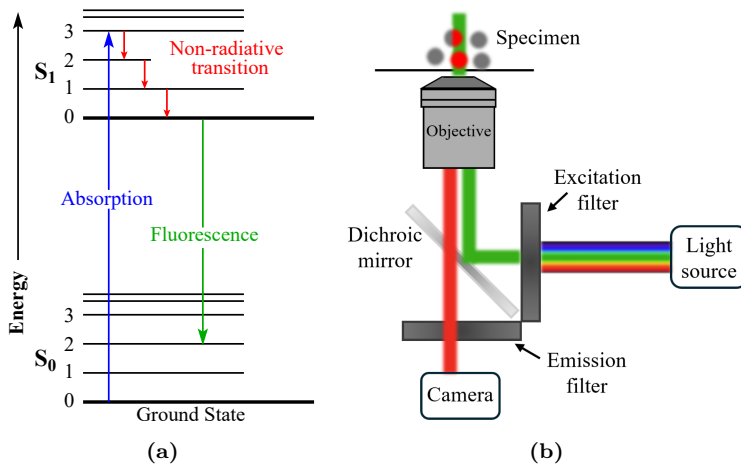 Energy
S1
3
2
1
0
Non-radiative
transition
Absorption
Fluorescence
S0
3
2
1
0
Ground State
(a)
Specimen
Objective
Excitation
filter
Dichroic
mirror
Light
source
Emission
filter
Camera
(b)